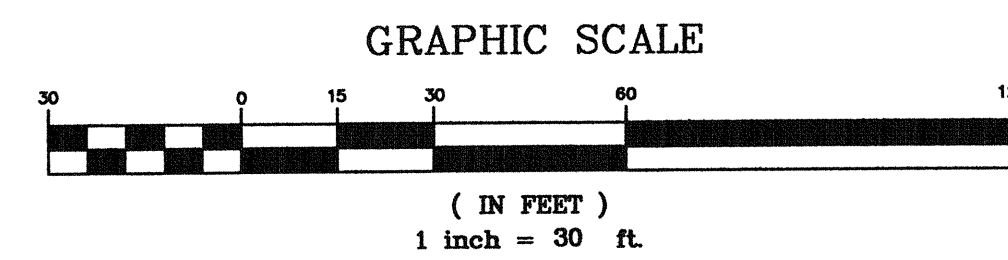 GRAPHIC SCALE
30 0 15 30 60
( IN FEET )
1 inch = 30 ft.